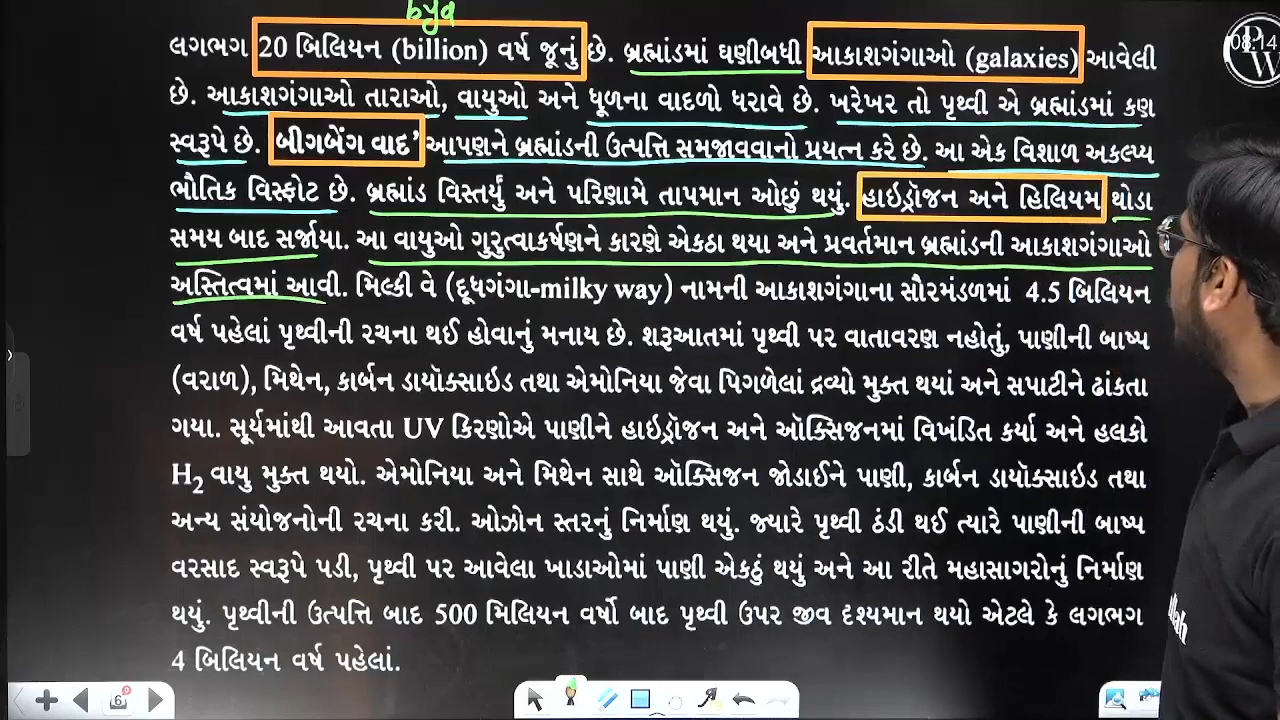 bya
લગભગ 20 બિલિયન (billion) વર્ષ જૂનું છે. બ્રહ્માંડમાં ઘણીબધી આકાશગંગાઓ (galaxies) આવેલી
છે. આકાશગંગાઓ તારાઓ, વાયુઓ અને ધૂળના વાદળો ધરાવે છે. ખરેખર તો પૃથ્વી એ બ્રહ્માંડમાં કણ
સ્વરૂપે છે. બીગબેંગ વાદ’ આપણને બ્રહ્માંડની ઉત્પત્તિ સમજાવવાનો પ્રયત્ન કરે છે. આ એક વિશાળ અકલ્પ્ય
ભૌતિક વિસ્ફોટ છે. બ્રહ્માંડ વિસ્તર્યું અને પરિણામે તાપમાન ઓછું થયું. હાઇડ્રૉજન અને હિલિયમ થોડા
સમય બાદ સર્જાયા. આ વાયુઓ ગુરુત્વાકર્ષણને કારણે એકઠા થયા અને પ્રવર્તમાન બ્રહ્માંડની આકાશગંગાઓ
અસ્તિત્વમાં આવી. મિલ્કી વે (દૂધગંગા-milky way) નામની આકાશગંગાના સૌરમંડળમાં 4.5 બિલિયન
વર્ષ પહેલાં પૃથ્વીની રચના થઈ હોવાનું મનાય છે. શરૂઆતમાં પૃથ્વી પર વાતાવરણ નહોતું, પાણીની બાષ્પ
(વરાળ), મિથેન, કાર્બન ડાયૉક્સાઇડ તથા એમોનિયા જેવા પિગળેલાં દ્રવ્યો મુક્ત થયાં અને સપાટીને ઢાંકતા
ગયા. સૂર્યમાંથી આવતા UV કિરણોએ પાણીને હાઇડ્રૉજન અને ઑક્સિજનમાં વિખંડિત કર્યા અને હલકો
H₂ વાયુ મુક્ત થયો. એમોનિયા અને મિથેન સાથે ઑક્સિજન જોડાઈને પાણી, કાર્બન ડાયૉક્સાઇડ તથા
અન્ય સંયોજનોની રચના કરી. ઓઝોન સ્તરનું નિર્માણ થયું. જ્યારે પૃથ્વી ઠંડી થઈ ત્યારે પાણીની બાષ્પ
વરસાદ સ્વરૂપે પડી, પૃથ્વી પર આવેલા ખાડાઓમાં પાણી એકઠું થયું અને આ રીતે મહાસાગરોનું નિર્માણ
થયું. પૃથ્વીની ઉત્પત્તિ બાદ 500 મિલિયન વર્ષો બાદ પૃથ્વી ઉપર જીવ દૃશ્યમાન થયો એટલે કે લગભગ
4 બિલિયન વર્ષ પહેલાં.
08:14
6